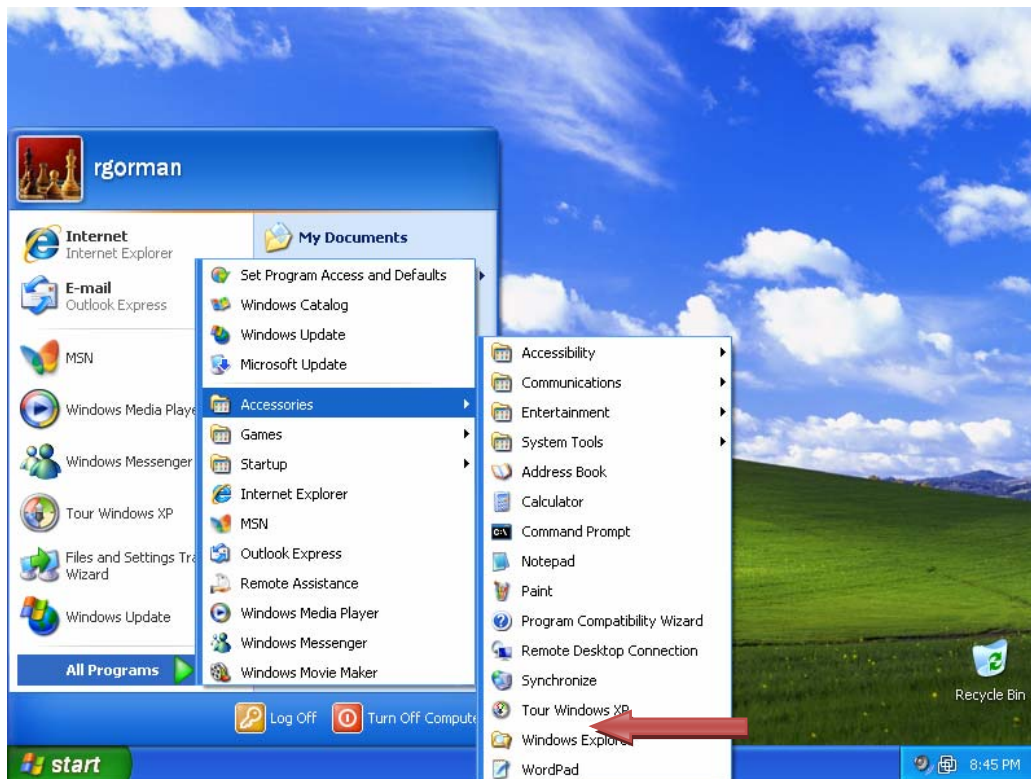 rgorman
Internet
Internet Explorer
E-mail
Outlook Express
MSN
Windows Media Playe
Windows Messenger
Tour Windows XP
Files and Settings Tra
Wizard
Windows Update
All Programs
My Documents
Set Program Access and Defaults
Windows Catalog
Windows Update
Microsoft Update
Accessories
Games
Startup
Internet Explorer
MSN
Outlook Express
Remote Assistance
Windows Media Player
Windows Messenger
Windows Movie Maker
Accessibility
Communications
Entertainment
System Tools
Address Book
Calculator
Command Prompt
Notepad
Paint
Program Compatibility Wizard
Remote Desktop Connection
Synchronize
Tour Windows XP
Windows Explorer
WordPad
Log Off
Turn Off Compute
Recycle Bin
start
8:45 PM